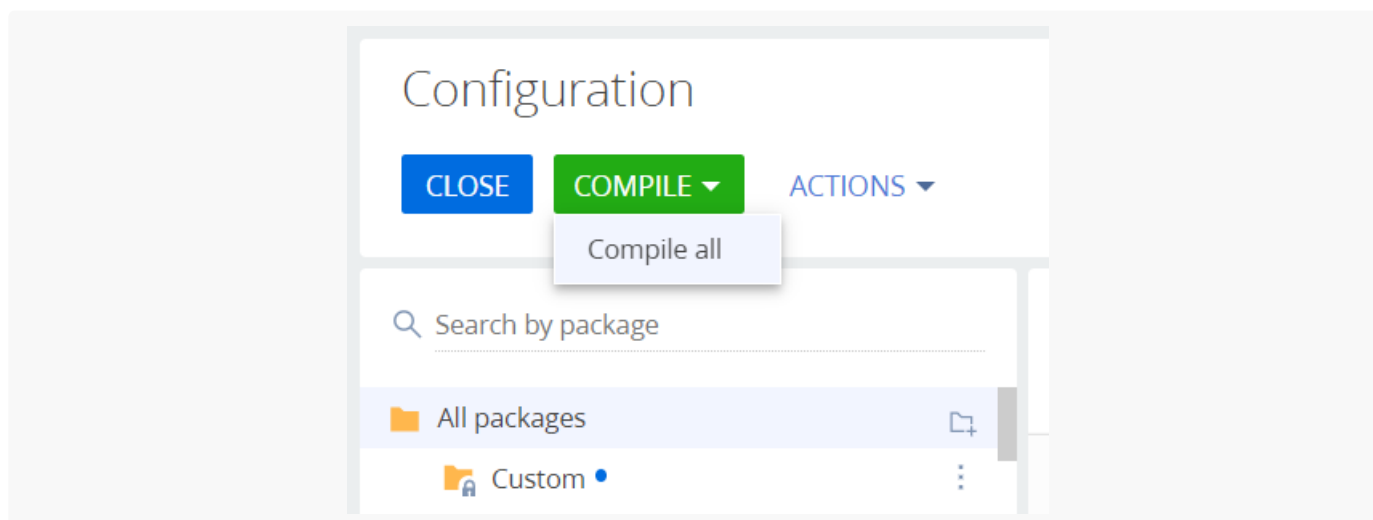 Configuration
CLOSE COMPILE ACTIONS
Compile all
Search by package
All packages
Custom